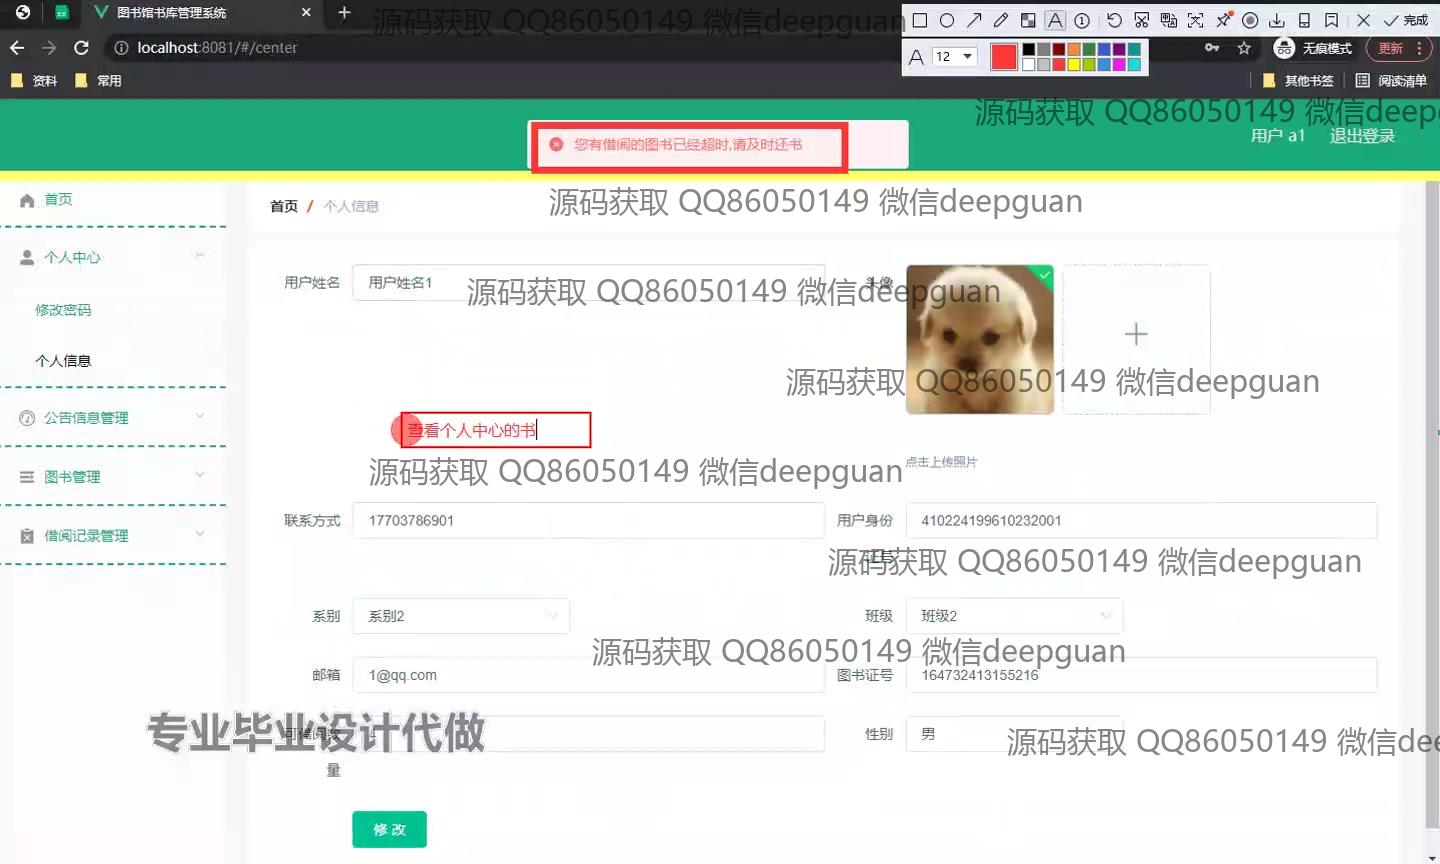 图书馆书库管理系统
源码获取 QQ86050149 微信deepguan
完成
localhost:8081/#/center
A 12
无痕模式
更新
资料
常用
其他书签
阅读清单
源码获取 QQ86050149 微信deep
您有借阅的图书已经超时,请及时还书
用户 a1
退出登录
首页
源码获取 QQ86050149 微信deepguan
首页 / 个人信息
个人中心
用户姓名
用户姓名1
头像
源码获取 QQ86050149 微信deepguan
修改密码
个人信息
源码获取 QQ86050149 微信deepguan
公告信息管理
查看个人中心的书
源码获取 QQ86050149 微信deepguan
点击上传照片
图书管理
联系方式
17703786901
用户身份
410224199610232001
借阅记录管理
证号
源码获取 QQ86050149 微信deepguan
系别
系别2
班级
班级2
源码获取 QQ86050149 微信deepguan
邮箱
1@qq.com
图书证号
164732413155216
专业毕业设计代做
可借阅数
量
4
性别
男
源码获取 QQ86050149 微信dee
修改